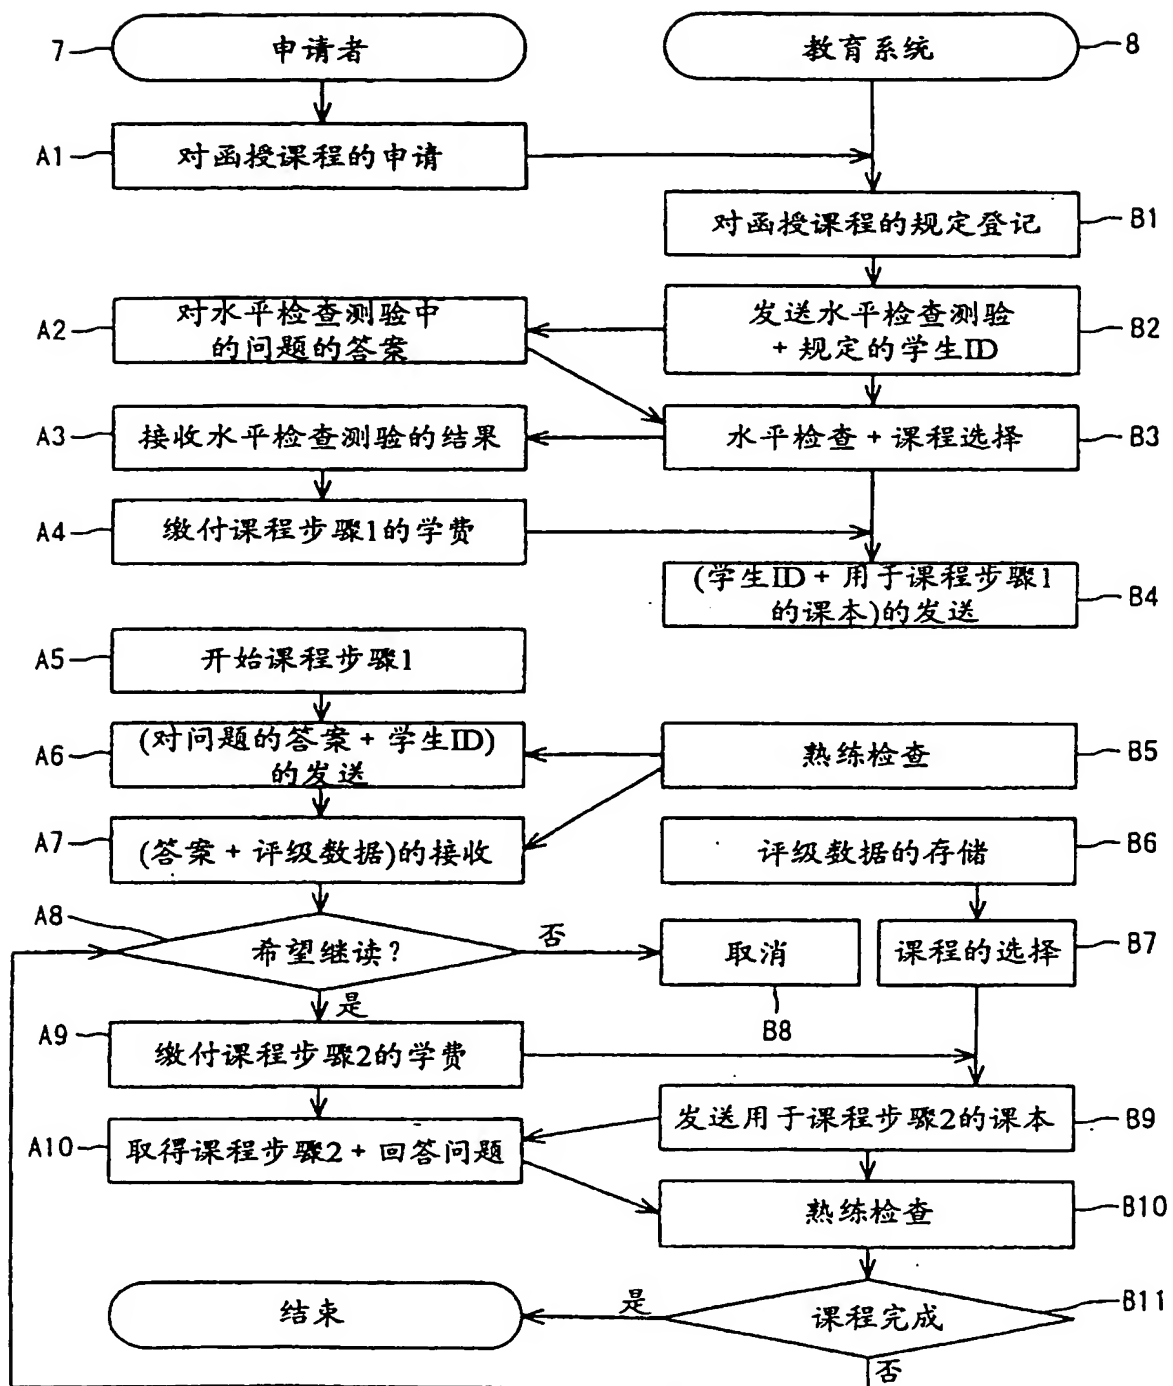 7
申请者
教育系统
8
A1
对函授课程的申请
对函授课程的规定登记
B1
A2
对水平检查测验中
的问题的答案
发送水平检查测验
+ 规定的学生ID
B2
A3
接收水平检查测验的结果
水平检查 + 课程选择
B3
A4
缴付课程步骤1的学费
(学生ID + 用于课程步骤1
的课本)的发送
B4
A5
开始课程步骤1
A6
(对问题的答案 + 学生ID)
的发送
熟练检查
B5
A7
(答案 + 评级数据)的接收
评级数据的存储
B6
A8
希望继读?
否
取消
课程的选择
B7
是
B8
A9
缴付课程步骤2的学费
发送用于课程步骤2的课本
B9
A10
取得课程步骤2 + 回答问题
熟练检查
B10
结束
是
课程完成
B11
否